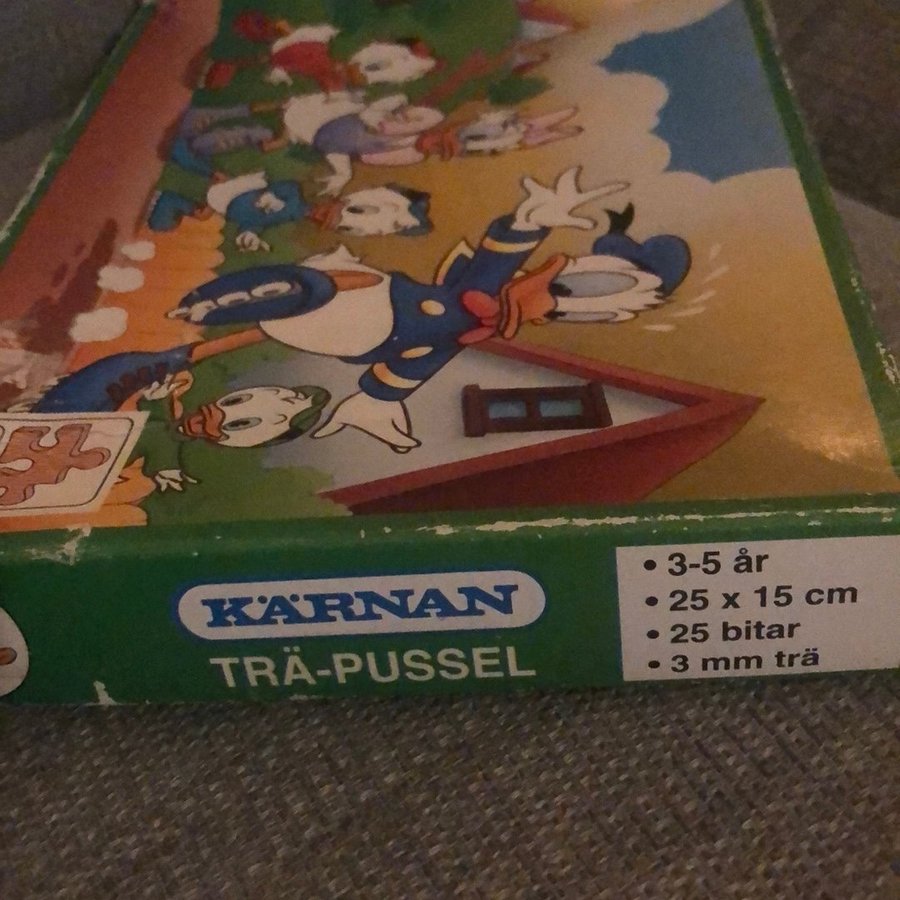 KÄRNAN
TRÄ-PUSSEL
• 3-5 år
• 25 x 15 cm
• 25 bitar
• 3 mm trä